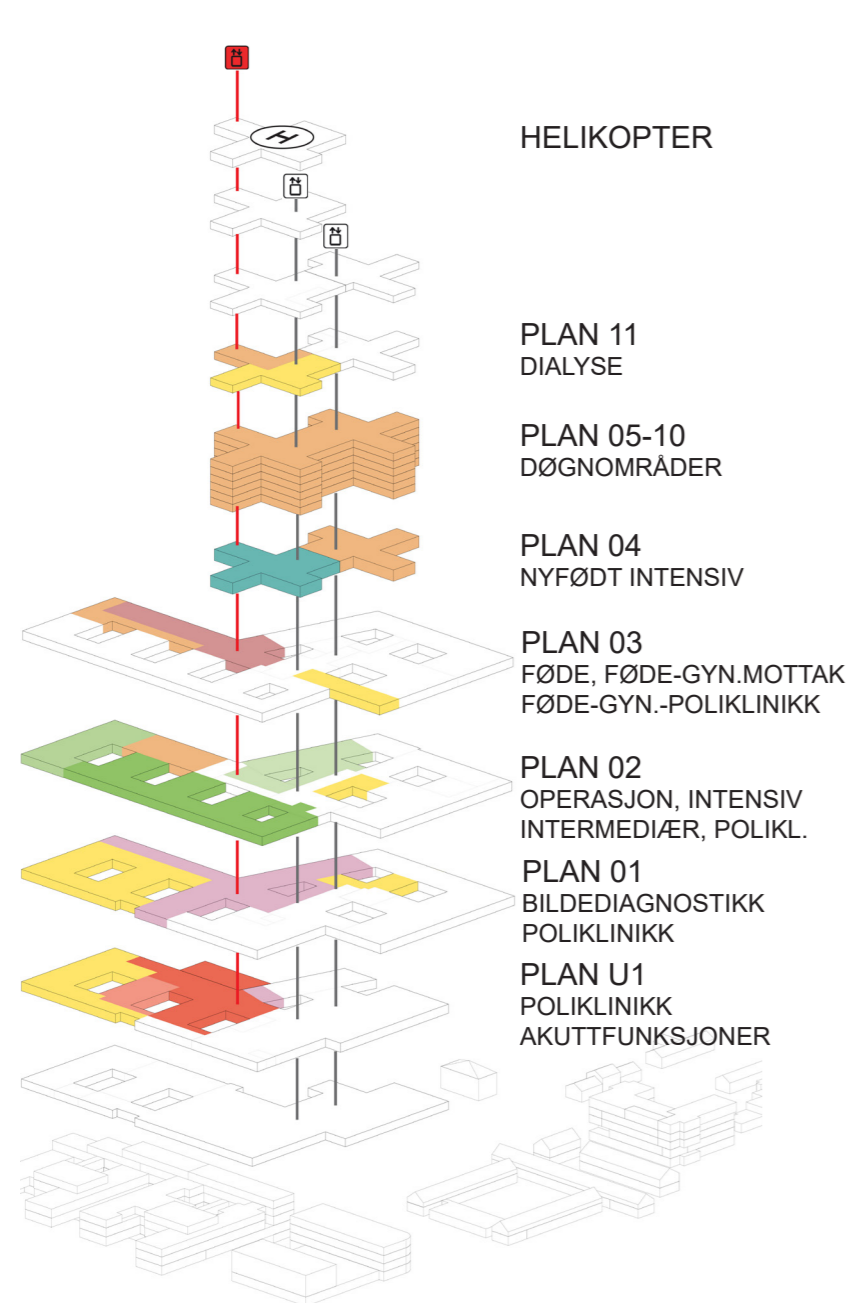 H
HELIKOPTER
PLAN 11
DIALYSE
PLAN 05-10
DØGNOMRÅDER
PLAN 04
NYFØDT INTENSIV
PLAN 03
FØDE, FØDE-GYN.MOTTAK
FØDE-GYN.-POLIKLINIKK
PLAN 02
OPERASJON, INTENSIV
INTERMEDIÆR, POLIKL.
PLAN 01
BILDEDIAGNOSTIKK
POLIKLINIKK
PLAN U1
POLIKLINIKK
AKUTTFUNKSJONER